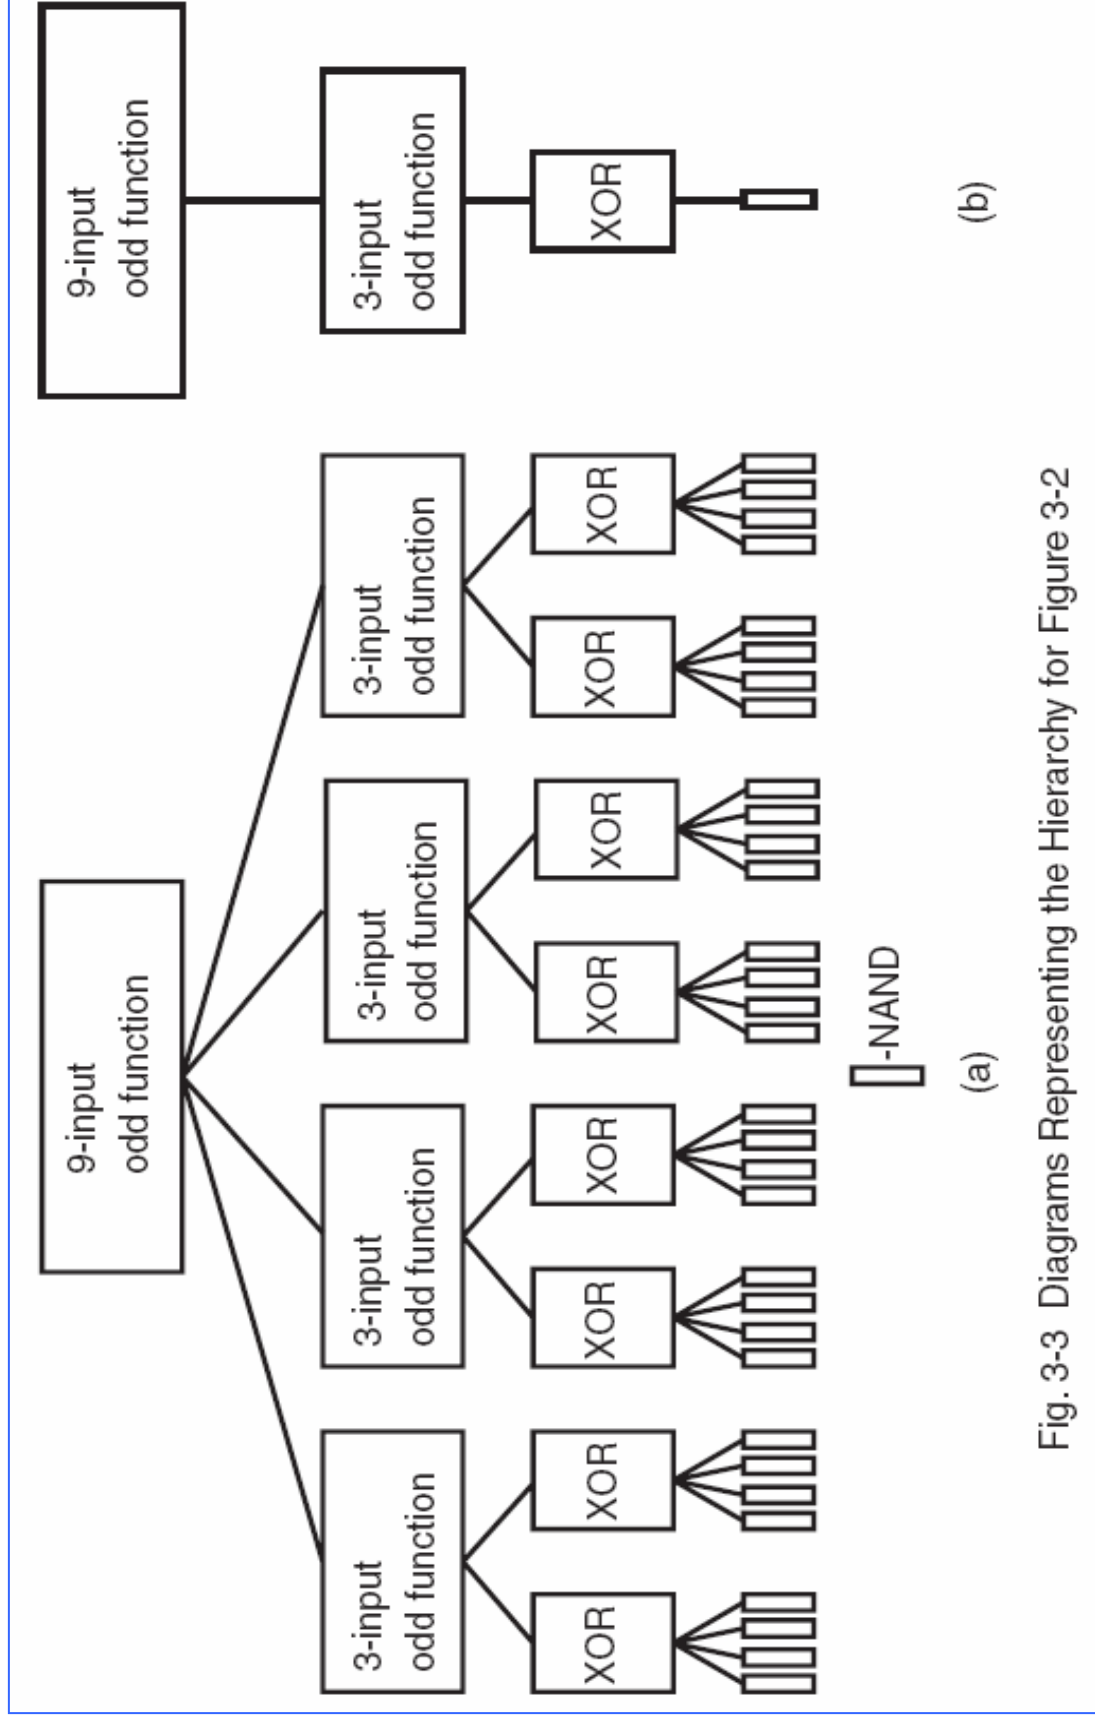 9-input
odd function
3-input
odd function
3-input
odd function
3-input
odd function
3-input
odd function
XOR
XOR
XOR
XOR
XOR
XOR
XOR
XOR
-NAND
(a)
9-input
odd function
3-input
odd function
XOR
(b)
Fig. 3-3 Diagrams Representing the Hierarchy for Figure 3-2